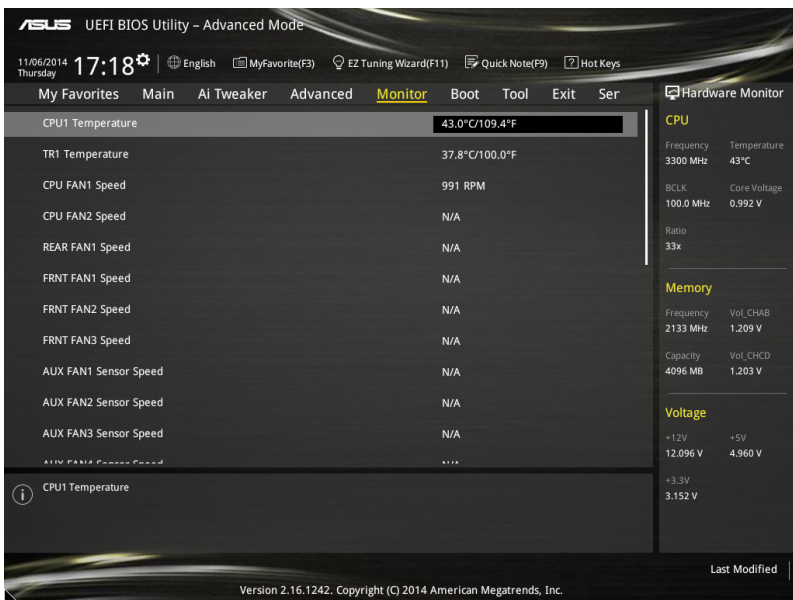 ASUS UEFI BIOS Utility – Advanced Mode
11/06/2014 Thursday 17:18 English MyFavorite(F3) EZ Tuning Wizard(F11) Quick Note(F9) ? Hot Keys
My Favorites Main Ai Tweaker Advanced Monitor Boot Tool Exit Ser
CPU1 Temperature 43.0°C/109.4°F
TR1 Temperature 37.8°C/100.0°F
CPU FAN1 Speed 991 RPM
CPU FAN2 Speed N/A
REAR FAN1 Speed N/A
FRNT FAN1 Speed N/A
FRNT FAN2 Speed N/A
FRNT FAN3 Speed N/A
AUX FAN1 Sensor Speed N/A
AUX FAN2 Sensor Speed N/A
AUX FAN3 Sensor Speed N/A
AUX FAN4 Sensor Speed N/A
i CPU1 Temperature
Hardware Monitor
CPU
Frequency Temperature
3300 MHz 43°C
BCLK Core Voltage
100.0 MHz 0.992 V
Ratio
33x
Memory
Frequency Vol_CHAB
2133 MHz 1.209 V
Capacity Vol_CHCD
4096 MB 1.203 V
Voltage
+12V +5V
12.096 V 4.960 V
+3.3V
3.152 V
Last Modified
Version 2.16.1242. Copyright (C) 2014 American Megatrends, Inc.